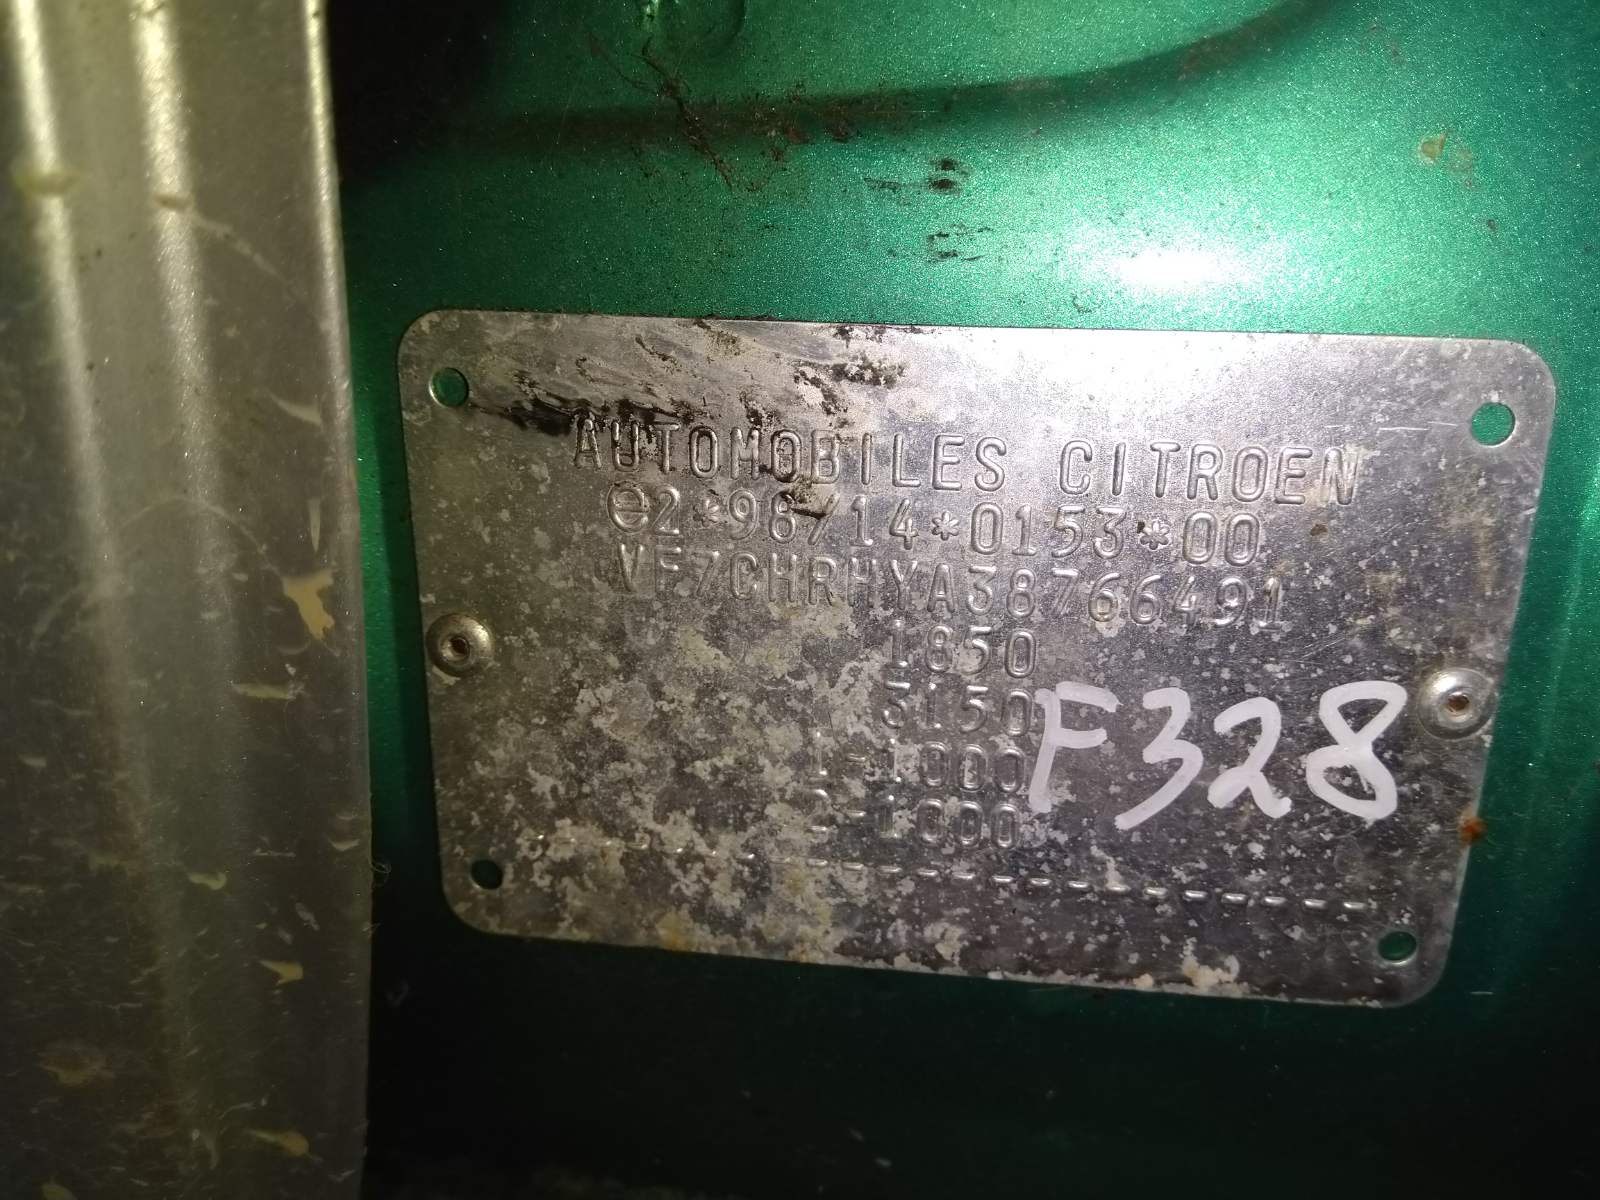 AUTOMOBILES CITROEN
e2*98/14*0153*00
VF7CHRHYA38766491
1850
3150
1-1000
2-1000
F328